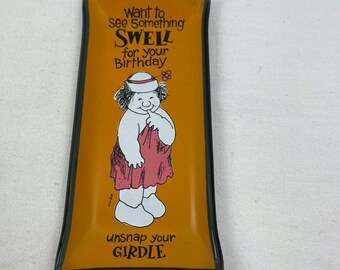 Want to
See Something
SWELL
for your
Birthday
unsnap your
GIRDLE